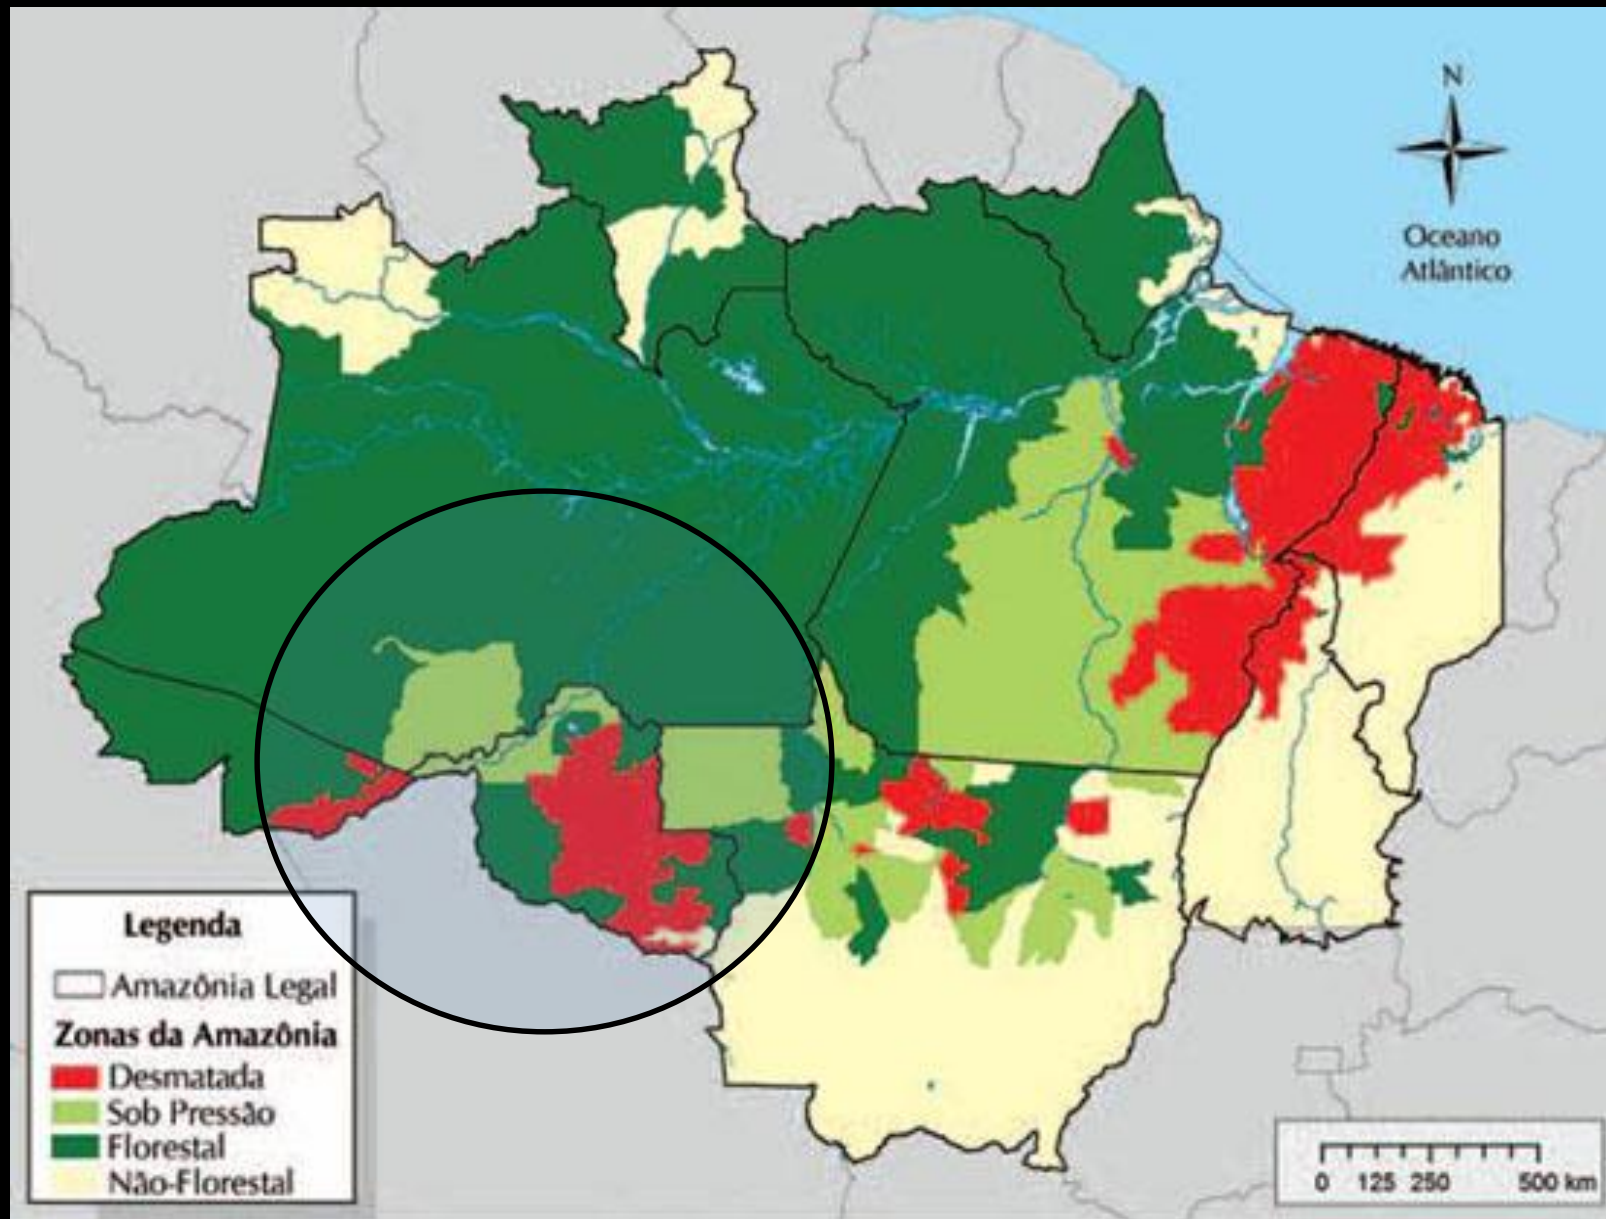 N
Oceano
Atlântico
Legenda
Amazônia Legal
Zonas da Amazônia
Desmatada
Sob Pressão
Florestal
Não-Florestal
0 125 250 500 km